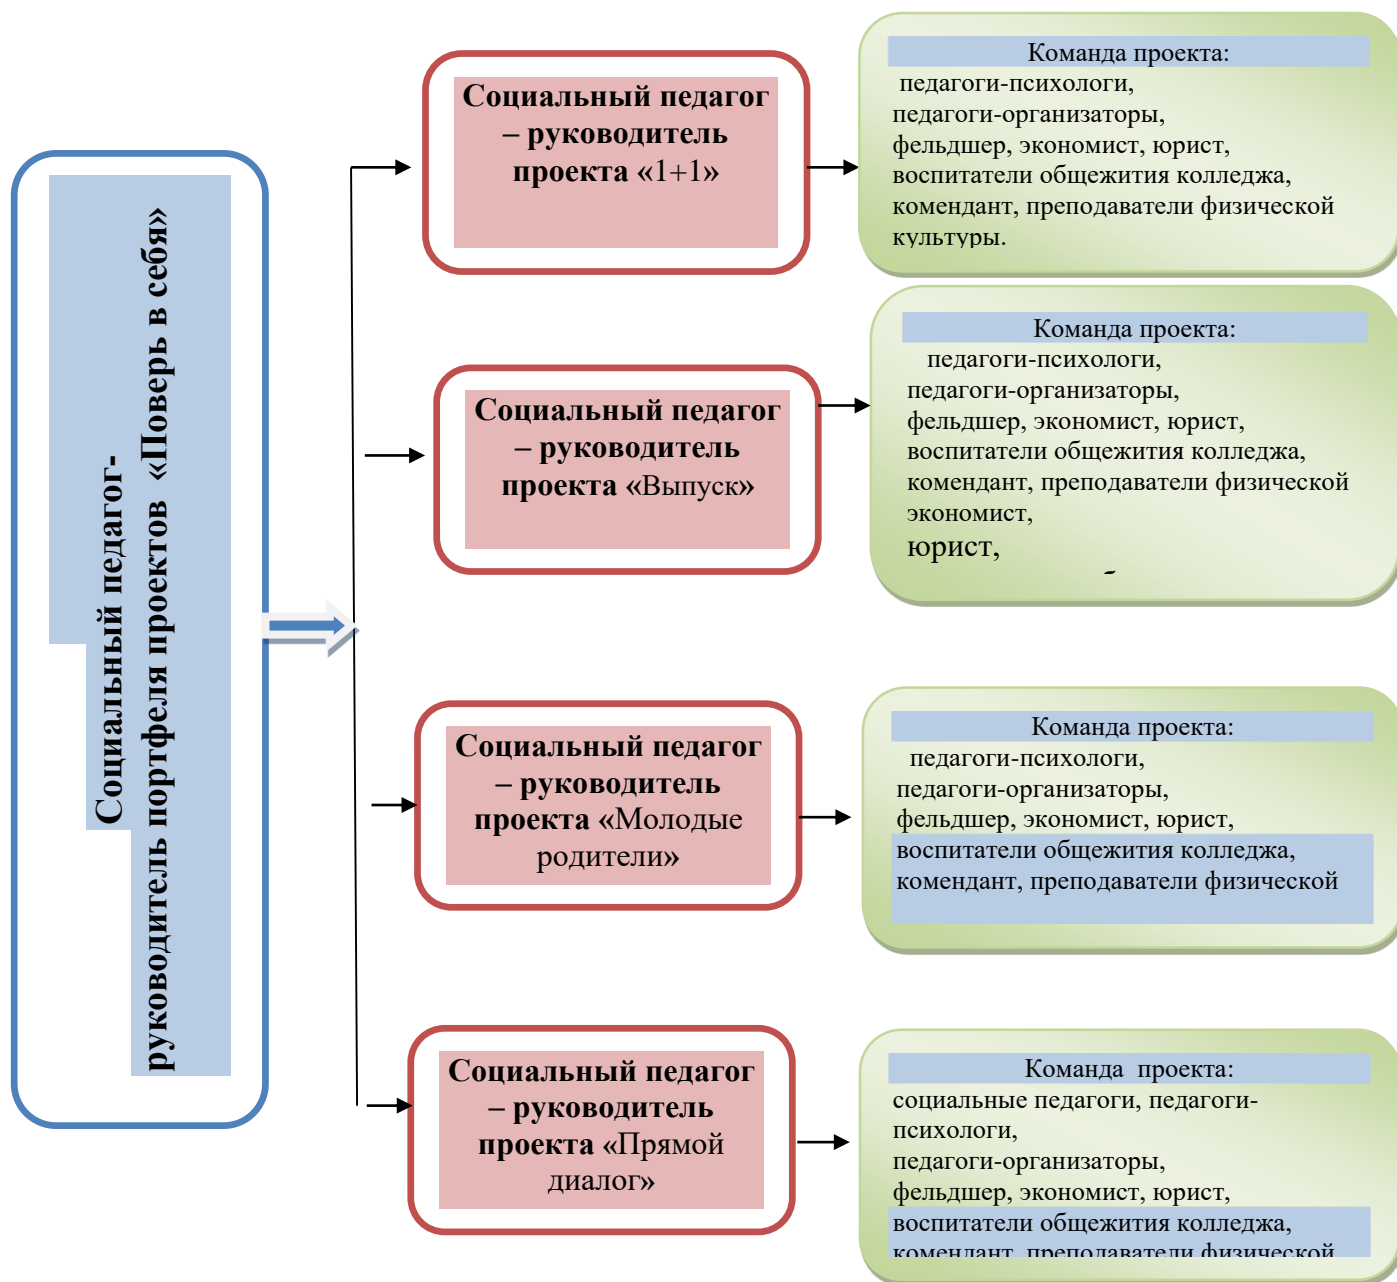 Социальный педагог-
руководитель портфеля проектов «Поверь в себя»
Социальный педагог
– руководитель
проекта «1+1»
Команда проекта:
педагоги-психологи,
педагоги-организаторы,
фельдшер, экономист, юрист,
воспитатели общежития колледжа,
комендант, преподаватели физической
культуры.
Социальный педагог
– руководитель
проекта «Выпуск»
Команда проекта:
педагоги-психологи,
педагоги-организаторы,
фельдшер, экономист, юрист,
воспитатели общежития колледжа,
комендант, преподаватели физической
экономист,
юрист,
Социальный педагог
– руководитель
проекта «Молодые
родители»
Команда проекта:
педагоги-психологи,
педагоги-организаторы,
фельдшер, экономист, юрист,
воспитатели общежития колледжа,
комендант, преподаватели физической
Социальный педагог
– руководитель
проекта «Прямой
диалог»
Команда проекта:
социальные педагоги, педагоги-
психологи,
педагоги-организаторы,
фельдшер, экономист, юрист,
воспитатели общежития колледжа,
комендант, преподаватели физической